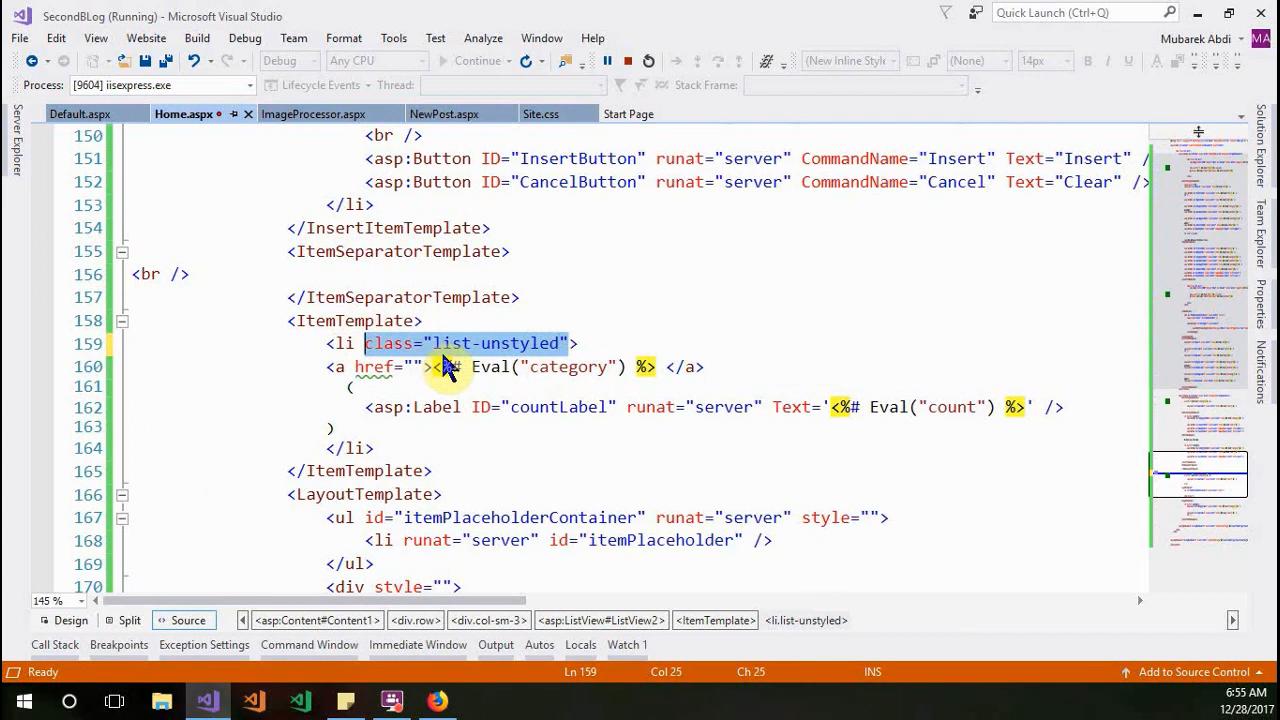 SecondBLog (Running) - Microsoft Visual Studio
Quick Launch (Ctrl+Q)
File Edit View Website Build Debug Team Format Tools Test Analyze Window Help
Mubarek Abdi MA
Debug Any CPU Continue (New Inline Style) (None) 14px B I U
Process: [9604] iisexpress.exe Lifecycle Events Thread: Stack Frame:
Default.aspx Home.aspx ImageProcessor.aspx NewPost.aspx Site.css Start Page
Server Explorer
Solution Explorer
Team Explorer
Properties
Notifications
150 <br />
151 <asp:Button ID="InsertButton" runat="server" CommandName="Insert" Text="Insert" /
152 <asp:Button ID="CancelButton" runat="server" CommandName="Cancel" Text="Clear" />
153 </li>
154 </InsertItemTemplate>
155 <ItemSeparatorTemplate>
156 <br />
157 </ItemSeparatorTemplate>
158 <ItemTemplate>
159 <li class="list-unstyled">
160 <a href=""> Eval("category") %> </a>
161 (
162 <asp:Label ID="countLabel" runat="server" Text='<%# Eval("count") %>' />
163 )
164 </li>
165 </ItemTemplate>
166 <LayoutTemplate>
167 <ul id="itemPlaceholderContainer" runat="server" style="">
168 <li runat="server" id="itemPlaceholder" />
169 </ul>
170 <div style="">
145 %
Design Split Source <asp:Content#Content1> <div.row> <div.col-sm-3> <asp:ListView#ListView2> <ItemTemplate> <li.list-unstyled>
Call Stack Breakpoints Exception Settings Command Window Immediate Window Output Autos Locals Watch 1
Ready Ln 159 Col 25 Ch 25 INS Add to Source Control
6:55 AM
12/28/2017